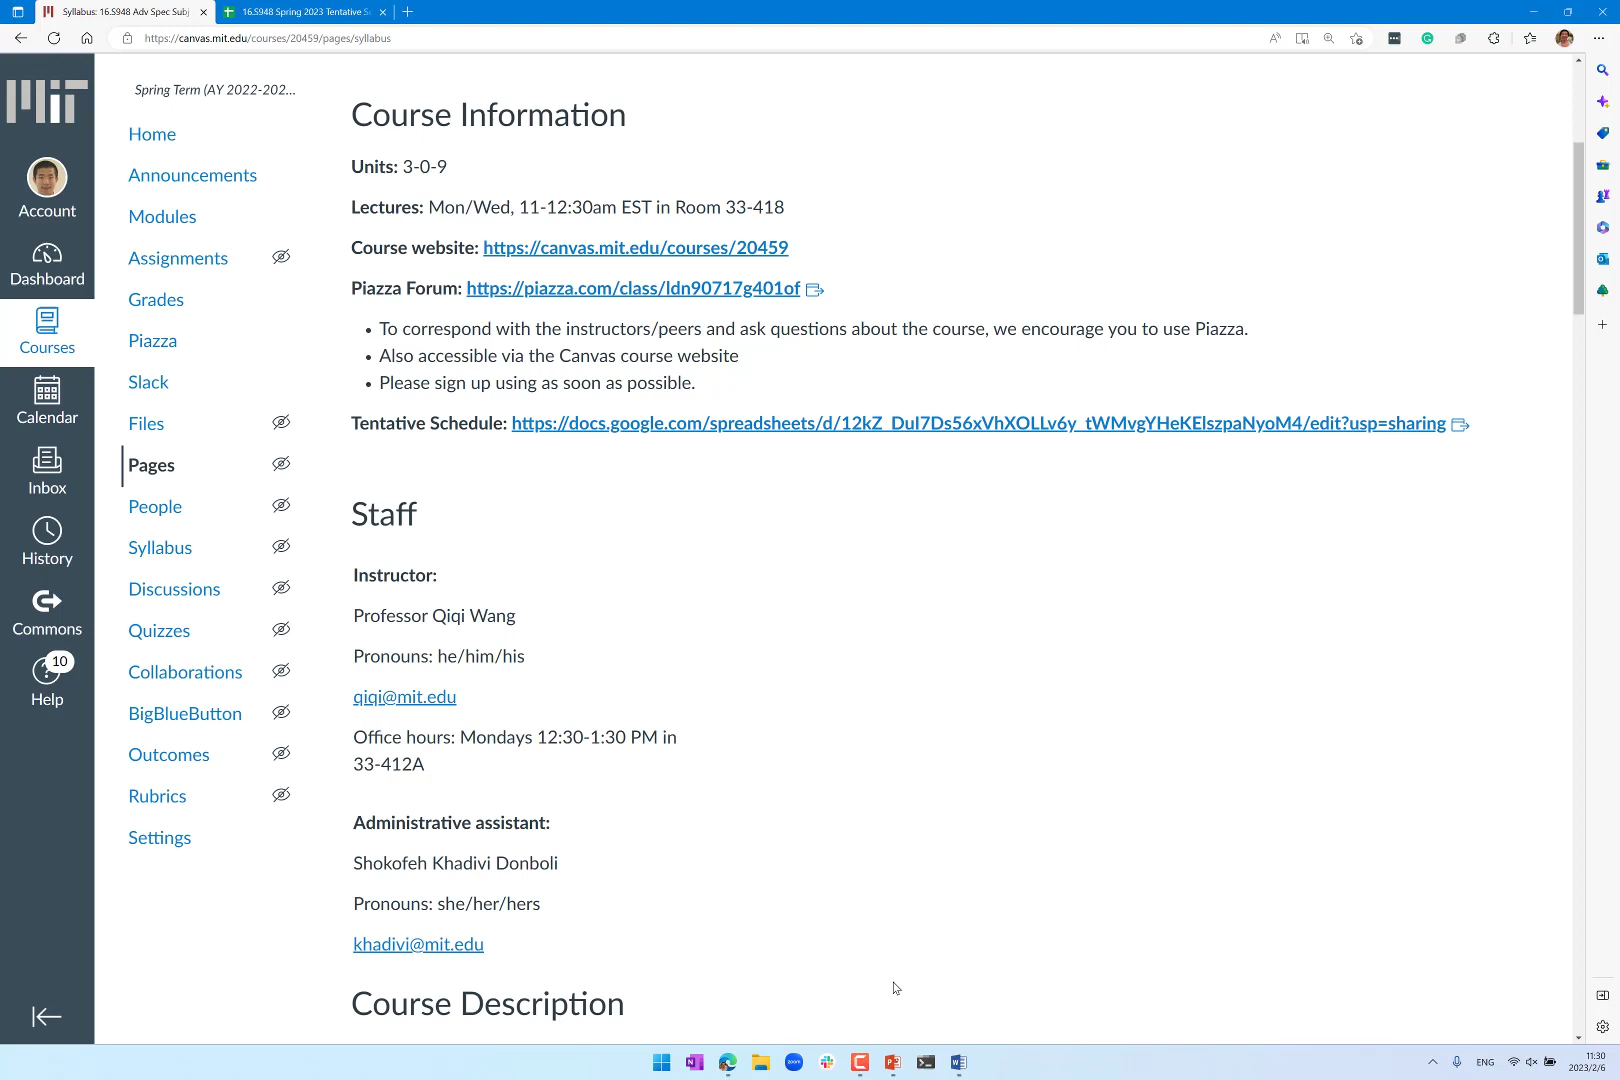 Syllabus: 16.S948 Adv Spec Subj
16.S948 Spring 2023 Tentative Sc
https://canvas.mit.edu/courses/20459/pages/syllabus
MIT
Account
Dashboard
Courses
Calendar
Inbox
History
Commons
10
Help
Spring Term (AY 2022-202...
Home
Announcements
Modules
Assignments
Grades
Piazza
Slack
Files
Pages
People
Syllabus
Discussions
Quizzes
Collaborations
BigBlueButton
Outcomes
Rubrics
Settings
Course Information
Units: 3-0-9
Lectures: Mon/Wed, 11-12:30am EST in Room 33-418
Course website: https://canvas.mit.edu/courses/20459
Piazza Forum: https://piazza.com/class/ldn90717g401of
• To correspond with the instructors/peers and ask questions about the course, we encourage you to use Piazza.
• Also accessible via the Canvas course website
• Please sign up using as soon as possible.
Tentative Schedule: https://docs.google.com/spreadsheets/d/12kZ_DuI7Ds56xVhXOLLv6y_tWMvgYHeKElszpaNyoM4/edit?usp=sharing
Staff
Instructor:
Professor Qiqi Wang
Pronouns: he/him/his
qiqi@mit.edu
Office hours: Mondays 12:30-1:30 PM in
33-412A
Administrative assistant:
Shokofeh Khadivi Donboli
Pronouns: she/her/hers
khadivi@mit.edu
Course Description
ENG
11:30
2023/2/6